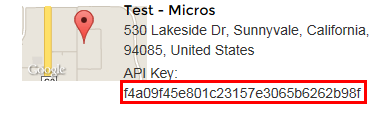 Test - Micros
530 Lakeside Dr, Sunnyvale, California,
94085, United States
API Key:
f4a09f45e801c23157e3065b6262b98f
Google